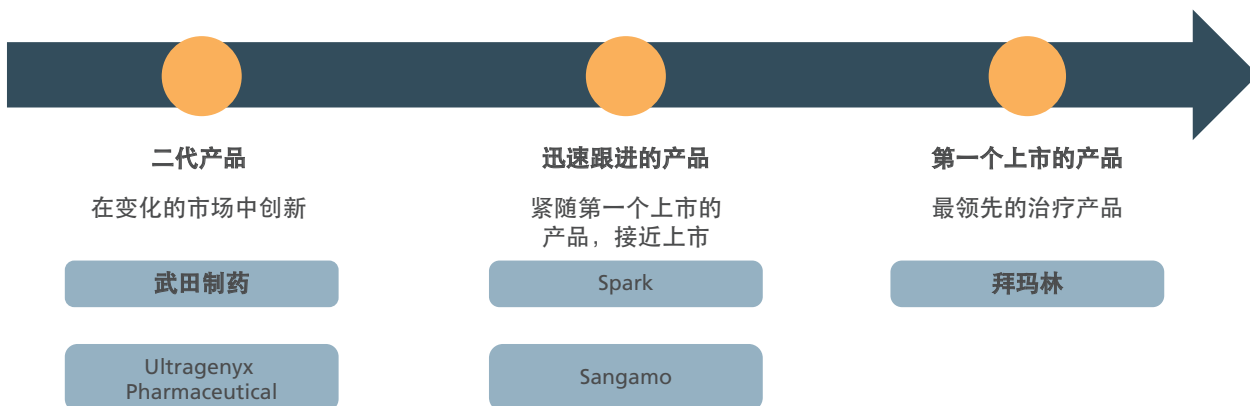 二代产品
在变化的市场中创新
武田制药
Ultragenyx
Pharmaceutical
迅速跟进的产品
紧随第一个上市的
产品，接近上市
Spark
Sangamo
第一个上市的产品
最领先的治疗产品
拜玛林